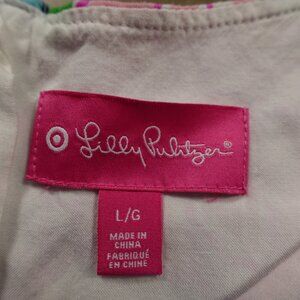 Lilly Pulitzer®
L/G
MADE IN
CHINA
FABRIQUÉ
EN CHINE